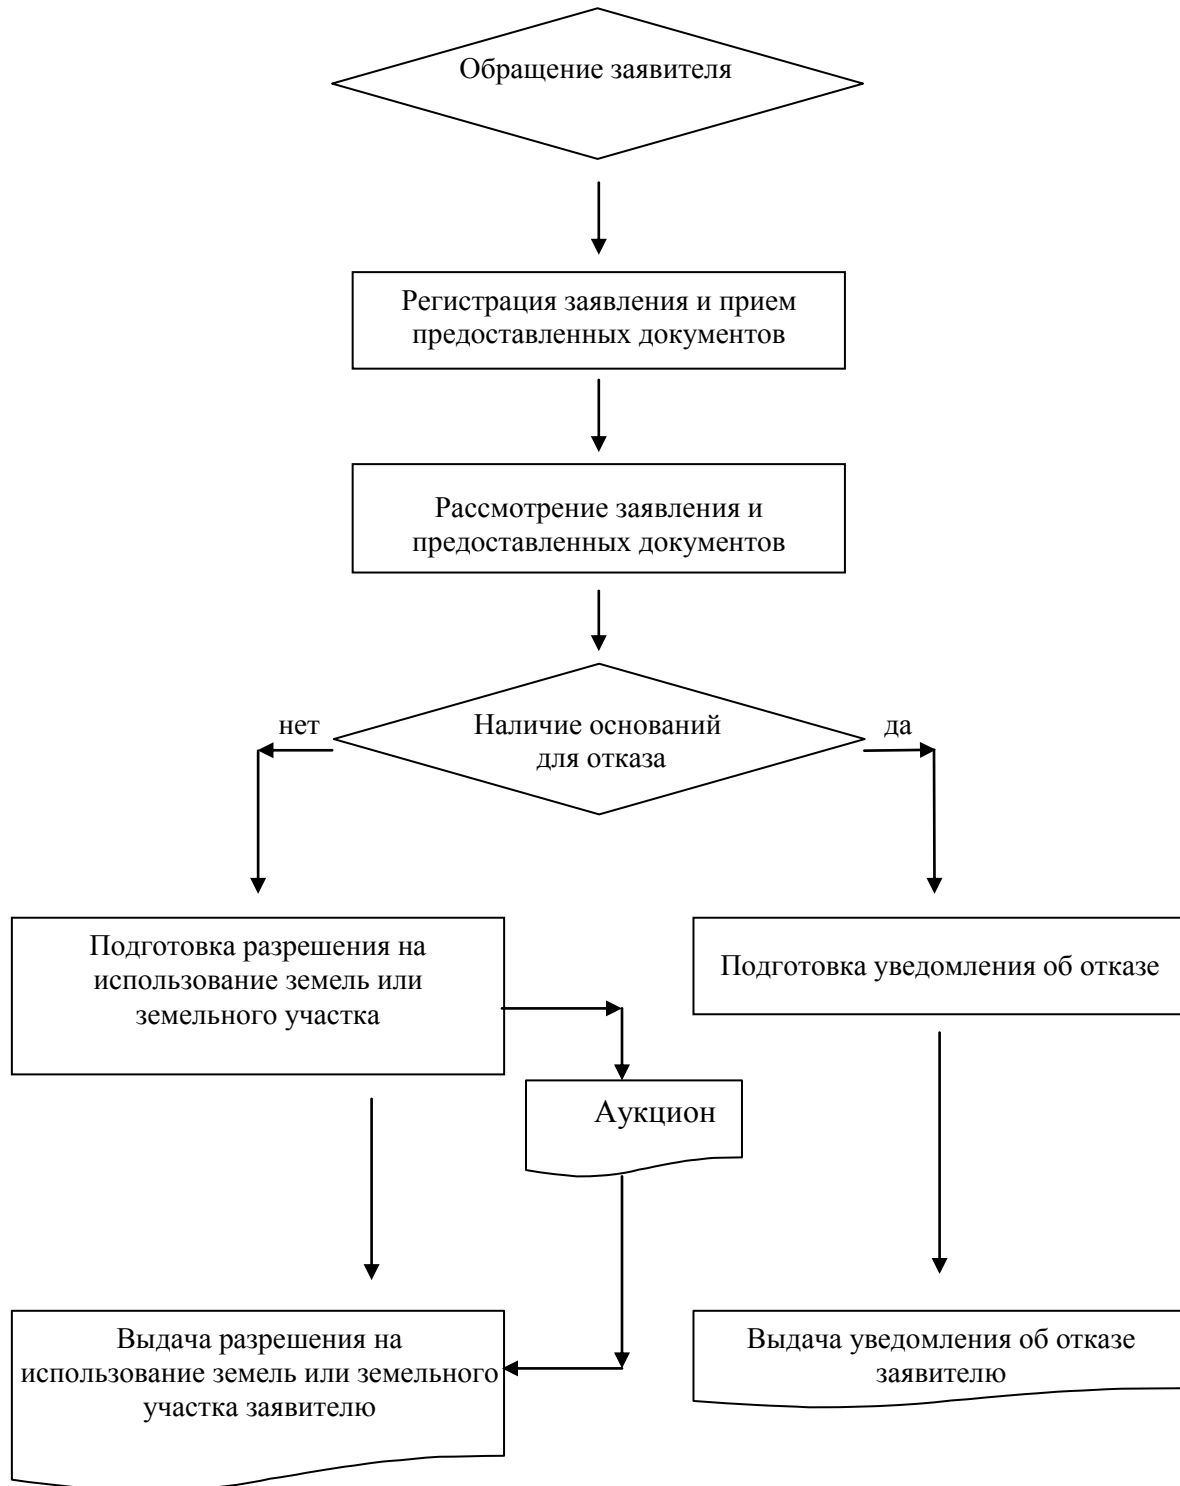 Обращение заявителя
Регистрация заявления и прием
предоставленных документов
Рассмотрение заявления и
предоставленных документов
нет
Наличие оснований
для отказа
да
Подготовка разрешения на
использование земель или
земельного участка
Подготовка уведомления об отказе
Аукцион
Выдача разрешения на
использование земель или земельного
участка заявителю
Выдача уведомления об отказе
заявителю